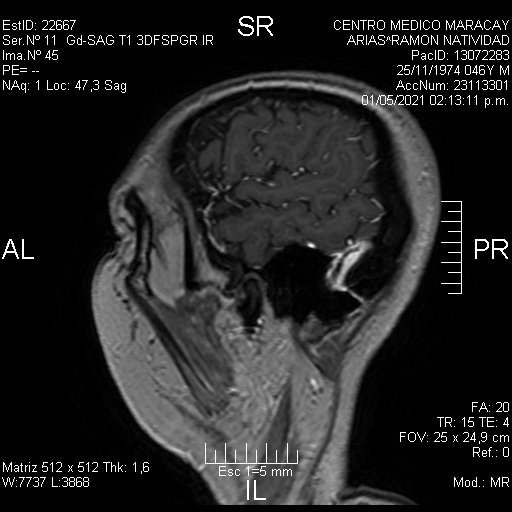 EstID: 22667
Ser.Nº 11 Gd-SAG T1 3DFSPGR IR
Ima.Nº 45
PE= --
NAq: 1 Loc: 47,3 Sag
SR
CENTRO MEDICO MARACAY
ARIAS^RAMON NATIVIDAD
PacID: 13072283
25/11/1974 046Y M
AccNum: 23113301
01/05/2021 02:13:11 p.m.
AL
PR
FA: 20
TR: 15 TE: 4
FOV: 25 x 24,9 cm
Ref.: 0
Matriz 512 x 512 Thk: 1,6
W:7737 L:3868
Esc 1=5 mm
IL
Mod.: MR